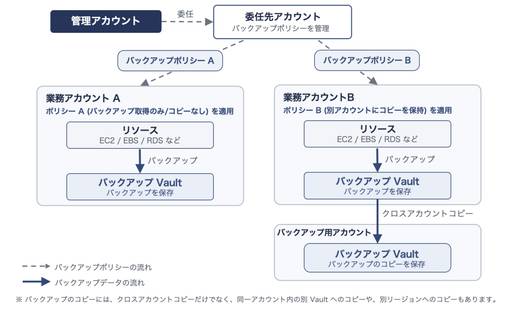 管理アカウント
委任
委任先アカウント
バックアップポリシーを管理
バックアップポリシー A
バックアップポリシー B
業務アカウント A
ポリシー A (バックアップ取得のみ/コピーなし) を適用
リソース
EC2 / EBS / RDS など
バックアップ
バックアップ Vault
バックアップを保存
業務アカウントB
ポリシー B (別アカウントにコピーを保持) を適用
リソース
EC2 / EBS / RDS など
バックアップ
バックアップ Vault
バックアップを保存
クロスアカウントコピー
バックアップ用アカウント
バックアップ Vault
バックアップのコピーを保存
バックアップポリシーの流れ
バックアップデータの流れ
※ バックアップのコピーには、クロスアカウントコピーだけでなく、同一アカウント内の別 Vault へのコピーや、別リージョンへのコピーもあります。